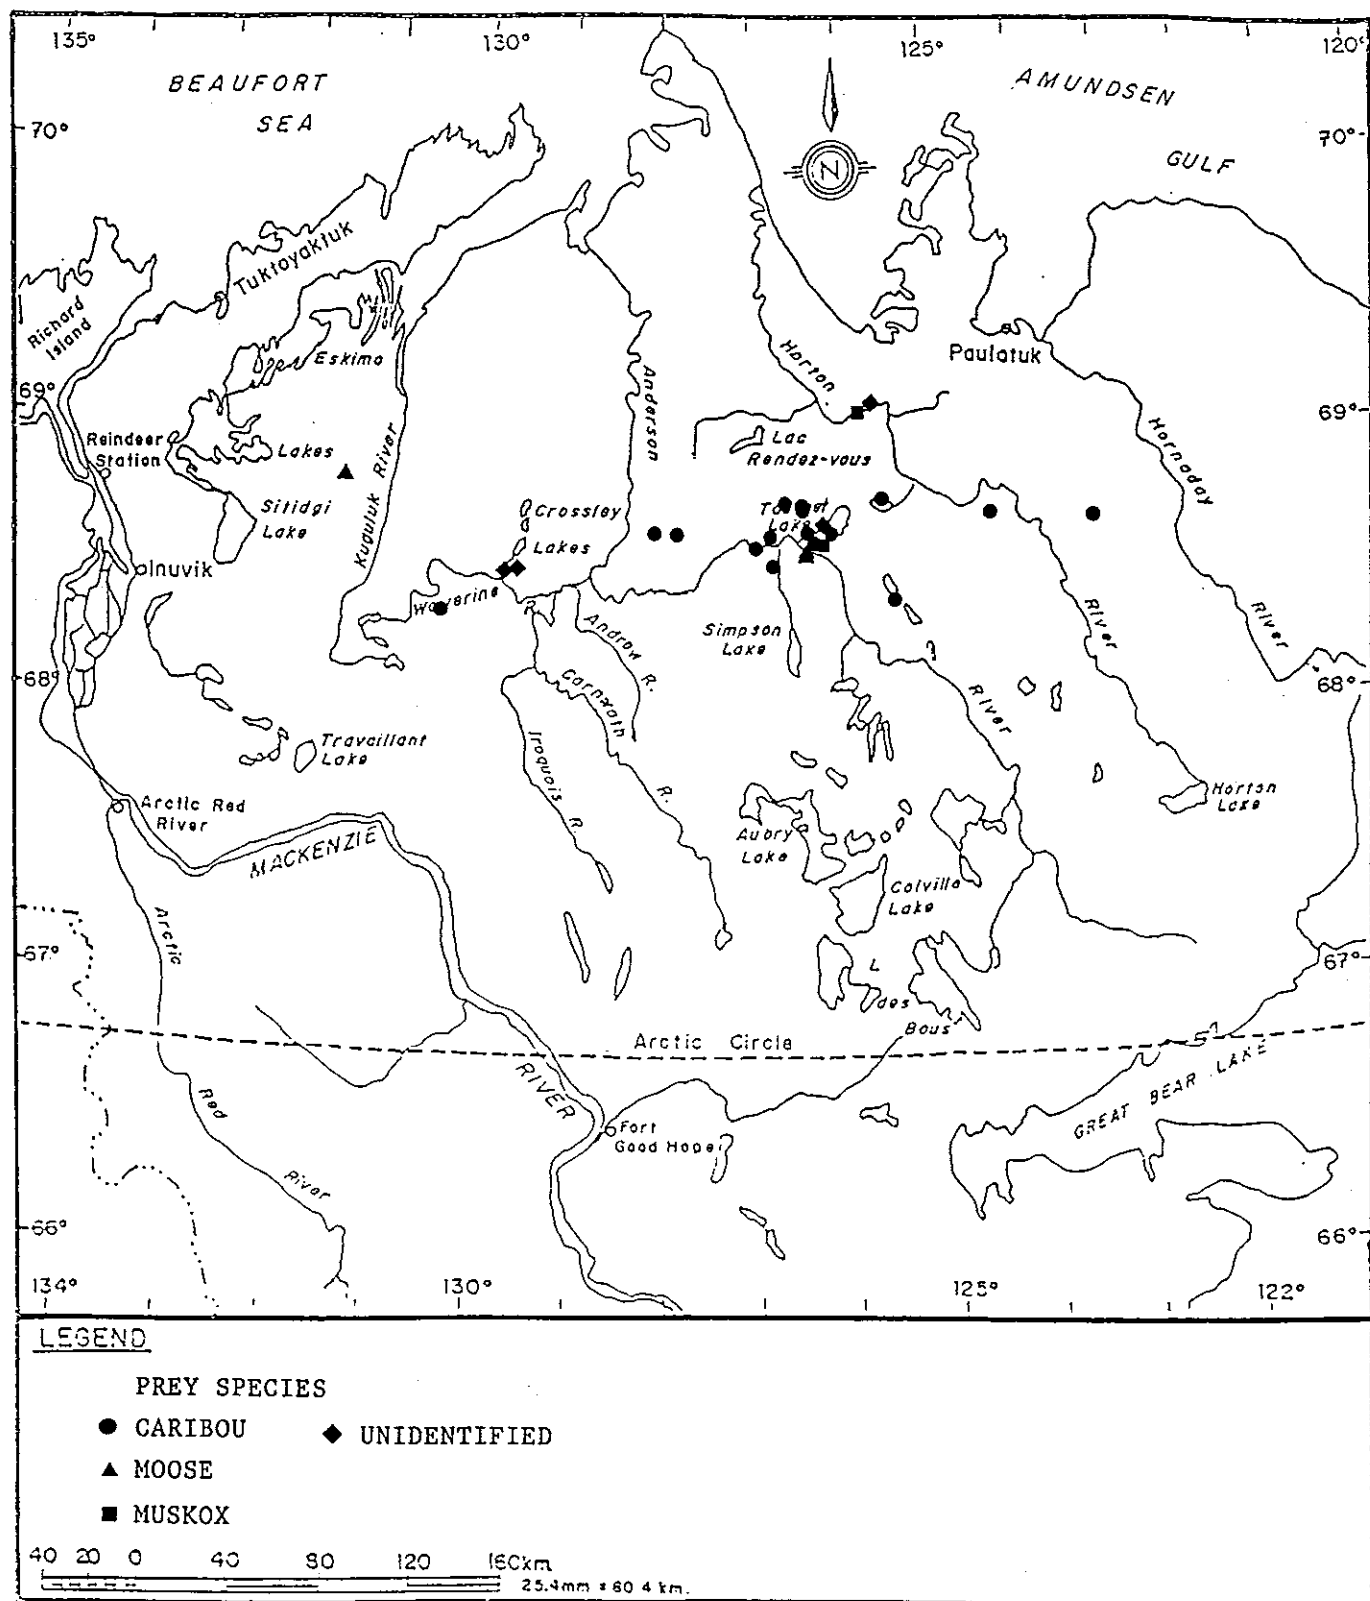 135° 130° 125° 120°
BEAUFORT
SEA
AMUNDSEN
GULF
70° 70°
Tuktoyaktuk
Richard
Island
Eskimo
Lakes
Paulatuk
Horton
Anderson
69° 69°
Reindeer
Station
Kuguluk River
Lac
Rendez-vous
Hornaday
Sitidgi
Lake
Crossley
Lakes
Lake
Inuvik
Simpson
Lake
Andrew R.
River
River
68° 68°
Carnwath
R.
Iroquois R.
River
Travaillant
Lake
Arctic Red
River
Horton
Lake
MACKENZIE
Aubry
Lake
Colville
Lake
Arctic
67° 67°
L
des
Bous
Arctic Circle
RIVER
GREAT BEAR LAKE
Red
River
Fort
Good Hope
66° 66°
134° 130° 125° 122°
LEGEND
PREY SPECIES
CARIBOU UNIDENTIFIED
MOOSE
MUSKOX
40 20 0 40 80 120 160km
25.4mm = 60.4 km.